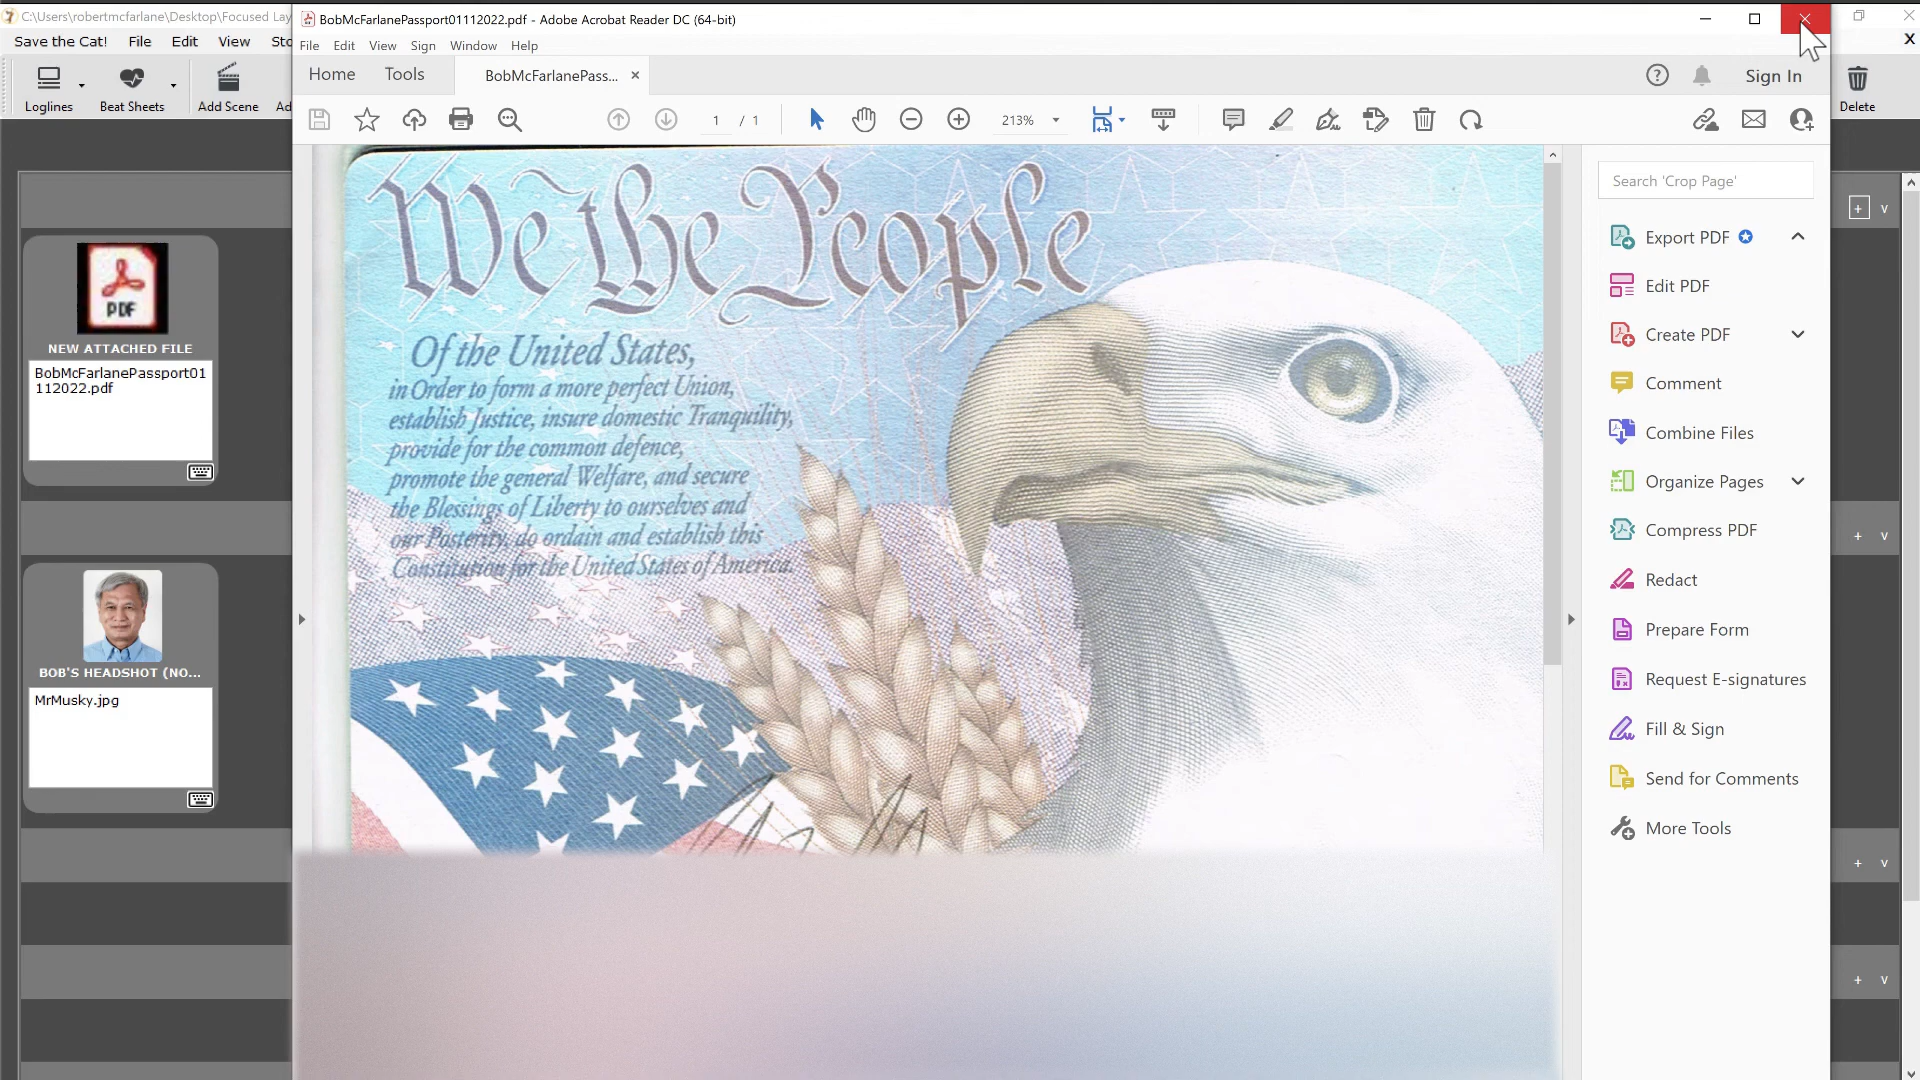 C:\Users\robertmcfarlane\Desktop\Focused Lay
BobMcFarlanePassport01112022.pdf - Adobe Acrobat Reader DC (64-bit)
Save the Cat! File Edit View Sto
X
File Edit View Sign Window Help
Home Tools BobMcFarlanePass... ×
Sign In
Loglines Beat Sheets Add Scene Ad
Delete
1 / 1
213%
We the People
Of the United States,
in Order to form a more perfect Union,
establish Justice, insure domestic Tranquility,
provide for the common defence,
promote the general Welfare, and secure
the Blessings of Liberty to ourselves and
our Posterity, do ordain and establish this
Constitution for the United States of America.
PDF
NEW ATTACHED FILE
BobMcFarlanePassport01
112022.pdf
BOB'S HEADSHOT (NO...
MrMusky.jpg
Search 'Crop Page'
Export PDF
Edit PDF
Create PDF
Comment
Combine Files
Organize Pages
Compress PDF
Redact
Prepare Form
Request E-signatures
Fill & Sign
Send for Comments
More Tools
+ v
+ v
+ v
+ v